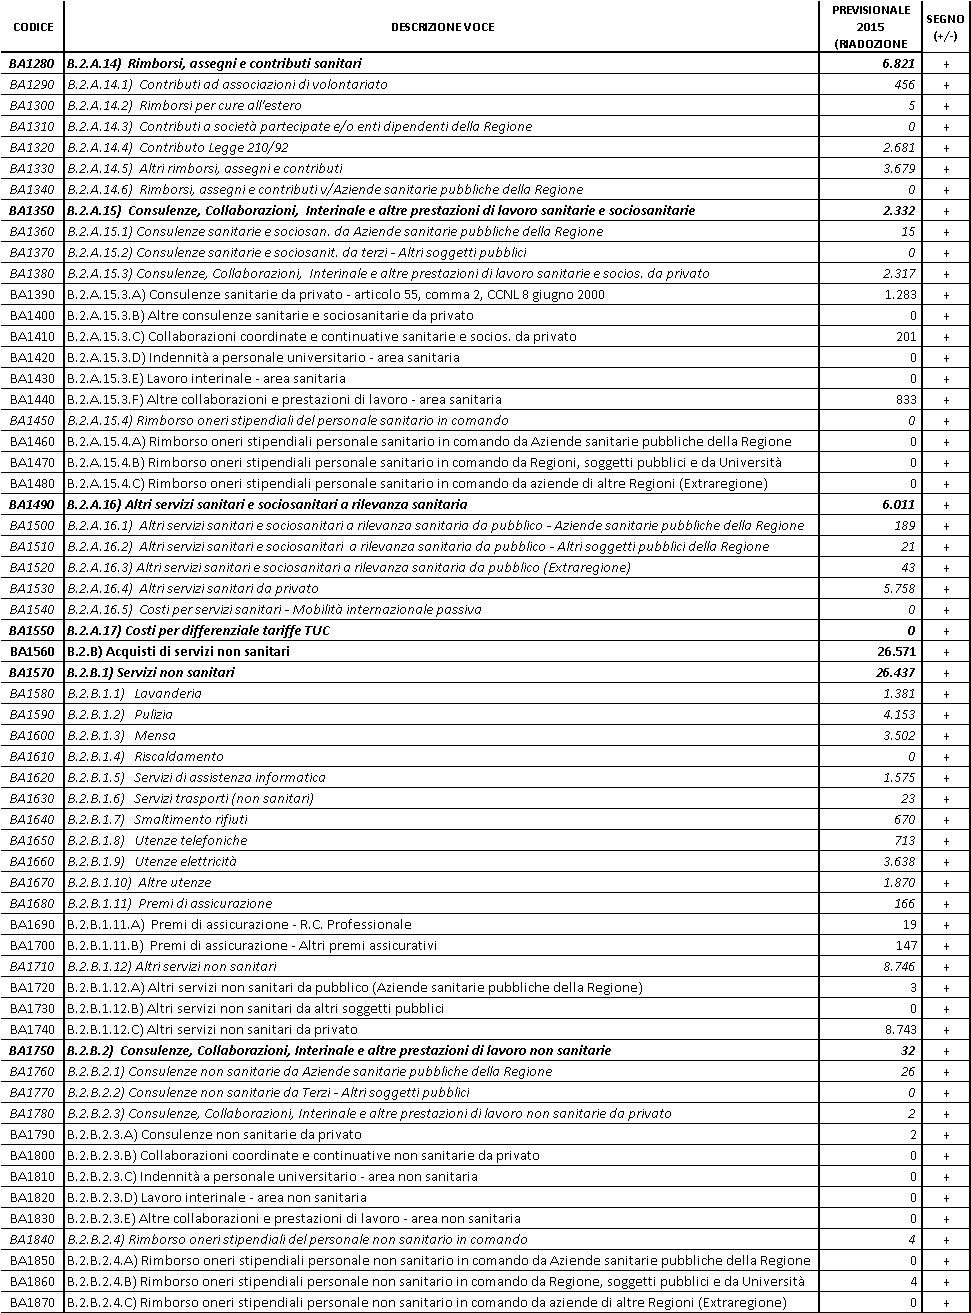 CODICE DESCRIZIONE VOCE PREVISIONALE 2015 (RIADOZIONE SEGNO (+/-)
BA1280 B.2.A.14) Rimborsi, assegni e contributi sanitari 6.821 +
BA1290 B.2.A.14.1) Contributi ad associazioni di volontariato 456 +
BA1300 B.2.A.14.2) Rimborsi per cure all'estero 5 +
BA1310 B.2.A.14.3) Contributi a società partecipate e/o enti dipendenti della Regione 0 +
BA1320 B.2.A.14.4) Contributo Legge 210/92 2.681 +
BA1330 B.2.A.14.5) Altri rimborsi, assegni e contributi 3.679 +
BA1340 B.2.A.14.6) Rimborsi, assegni e contributi v/Aziende sanitarie pubbliche della Regione 0 +
BA1350 B.2.A.15) Consulenze, Collaborazioni, Interinale e altre prestazioni di lavoro sanitarie e sociosanitarie 2.332 +
BA1360 B.2.A.15.1) Consulenze sanitarie e sociosan. da Aziende sanitarie pubbliche della Regione 15 +
BA1370 B.2.A.15.2) Consulenze sanitarie e sociosanit. da terzi - Altri soggetti pubblici 0 +
BA1380 B.2.A.15.3) Consulenze, Collaborazioni, Interinale e altre prestazioni di lavoro sanitarie e socios. da privato 2.317 +
BA1390 B.2.A.15.3.A) Consulenze sanitarie da privato - articolo 55, comma 2, CCNL 8 giugno 2000 1.283 +
BA1400 B.2.A.15.3.B) Altre consulenze sanitarie e sociosanitarie da privato 0 +
BA1410 B.2.A.15.3.C) Collaborazioni coordinate e continuative sanitarie e socios. da privato 201 +
BA1420 B.2.A.15.3.D) Indennità a personale universitario - area sanitaria 0 +
BA1430 B.2.A.15.3.E) Lavoro interinale - area sanitaria 0 +
BA1440 B.2.A.15.3.F) Altre collaborazioni e prestazioni di lavoro - area sanitaria 833 +
BA1450 B.2.A.15.4) Rimborso oneri stipendiali del personale sanitario in comando 0 +
BA1460 B.2.A.15.4.A) Rimborso oneri stipendiali personale sanitario in comando da Aziende sanitarie pubbliche della Regione 0 +
BA1470 B.2.A.15.4.B) Rimborso oneri stipendiali personale sanitario in comando da Regioni, soggetti pubblici e da Università 0 +
BA1480 B.2.A.15.4.C) Rimborso oneri stipendiali personale sanitario in comando da aziende di altre Regioni (Extraregione) 0 +
BA1490 B.2.A.16) Altri servizi sanitari e sociosanitari a rilevanza sanitaria 6.011 +
BA1500 B.2.A.16.1) Altri servizi sanitari e sociosanitari a rilevanza sanitaria da pubblico - Aziende sanitarie pubbliche della Regione 189 +
BA1510 B.2.A.16.2) Altri servizi sanitari e sociosanitari a rilevanza sanitaria da pubblico - Altri soggetti pubblici della Regione 21 +
BA1520 B.2.A.16.3) Altri servizi sanitari e sociosanitari a rilevanza sanitaria da pubblico (Extraregione) 43 +
BA1530 B.2.A.16.4) Altri servizi sanitari da privato 5.758 +
BA1540 B.2.A.16.5) Costi per servizi sanitari - Mobilità internazionale passiva 0 +
BA1550 B.2.A.17) Costi per differenziale tariffe TUC 0 +
BA1560 B.2.B) Acquisti di servizi non sanitari 26.571 +
BA1570 B.2.B.1) Servizi non sanitari 26.437 +
BA1580 B.2.B.1.1) Lavanderia 1.381 +
BA1590 B.2.B.1.2) Pulizia 4.153 +
BA1600 B.2.B.1.3) Mensa 3.502 +
BA1610 B.2.B.1.4) Riscaldamento 0 +
BA1620 B.2.B.1.5) Servizi di assistenza informatica 1.575 +
BA1630 B.2.B.1.6) Servizi trasporti (non sanitari) 23 +
BA1640 B.2.B.1.7) Smaltimento rifiuti 670 +
BA1650 B.2.B.1.8) Utenze telefoniche 713 +
BA1660 B.2.B.1.9) Utenze elettricità 3.638 +
BA1670 B.2.B.1.10) Altre utenze 1.870 +
BA1680 B.2.B.1.11) Premi di assicurazione 166 +
BA1690 B.2.B.1.11.A) Premi di assicurazione - R.C. Professionale 19 +
BA1700 B.2.B.1.11.B) Premi di assicurazione - Altri premi assicurativi 147 +
BA1710 B.2.B.1.12) Altri servizi non sanitari 8.746 +
BA1720 B.2.B.1.12.A) Altri servizi non sanitari da pubblico (Aziende sanitarie pubbliche della Regione) 3 +
BA1730 B.2.B.1.12.B) Altri servizi non sanitari da altri soggetti pubblici 0 +
BA1740 B.2.B.1.12.C) Altri servizi non sanitari da privato 8.743 +
BA1750 B.2.B.2) Consulenze, Collaborazioni, Interinale e altre prestazioni di lavoro non sanitarie 32 +
BA1760 B.2.B.2.1) Consulenze non sanitarie da Aziende sanitarie pubbliche della Regione 26 +
BA1770 B.2.B.2.2) Consulenze non sanitarie da Terzi - Altri soggetti pubblici 0 +
BA1780 B.2.B.2.3) Consulenze, Collaborazioni, Interinale e altre prestazioni di lavoro non sanitarie da privato 2 +
BA1790 B.2.B.2.3.A) Consulenze non sanitarie da privato 2 +
BA1800 B.2.B.2.3.B) Collaborazioni coordinate e continuative non sanitarie da privato 0 +
BA1810 B.2.B.2.3.C) Indennità a personale universitario - area non sanitaria 0 +
BA1820 B.2.B.2.3.D) Lavoro interinale - area non sanitaria 0 +
BA1830 B.2.B.2.3.E) Altre collaborazioni e prestazioni di lavoro - area non sanitaria 0 +
BA1840 B.2.B.2.4) Rimborso oneri stipendiali del personale non sanitario in comando 4 +
BA1850 B.2.B.2.4.A) Rimborso oneri stipendiali personale non sanitario in comando da Aziende sanitarie pubbliche della Regione 0 +
BA1860 B.2.B.2.4.B) Rimborso oneri stipendiali personale non sanitario in comando da Regione, soggetti pubblici e da Università 4 +
BA1870 B.2.B.2.4.C) Rimborso oneri stipendiali personale non sanitario in comando da aziende di altre Regioni (Extraregione) 0 +